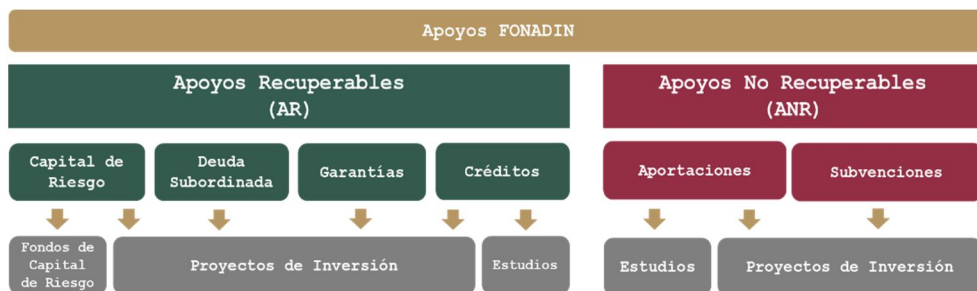 Apoyos FONADIN
Apoyos Recuperables
(AR)
Apoyos No Recuperables
(ANR)
Capital de
Riesgo
Deuda
Subordinada
Garantías
Créditos
Aportaciones
Subvenciones
Fondos de
Capital
de Riesgo
Proyectos de Inversión
Estudios
Estudios
Proyectos de Inversión